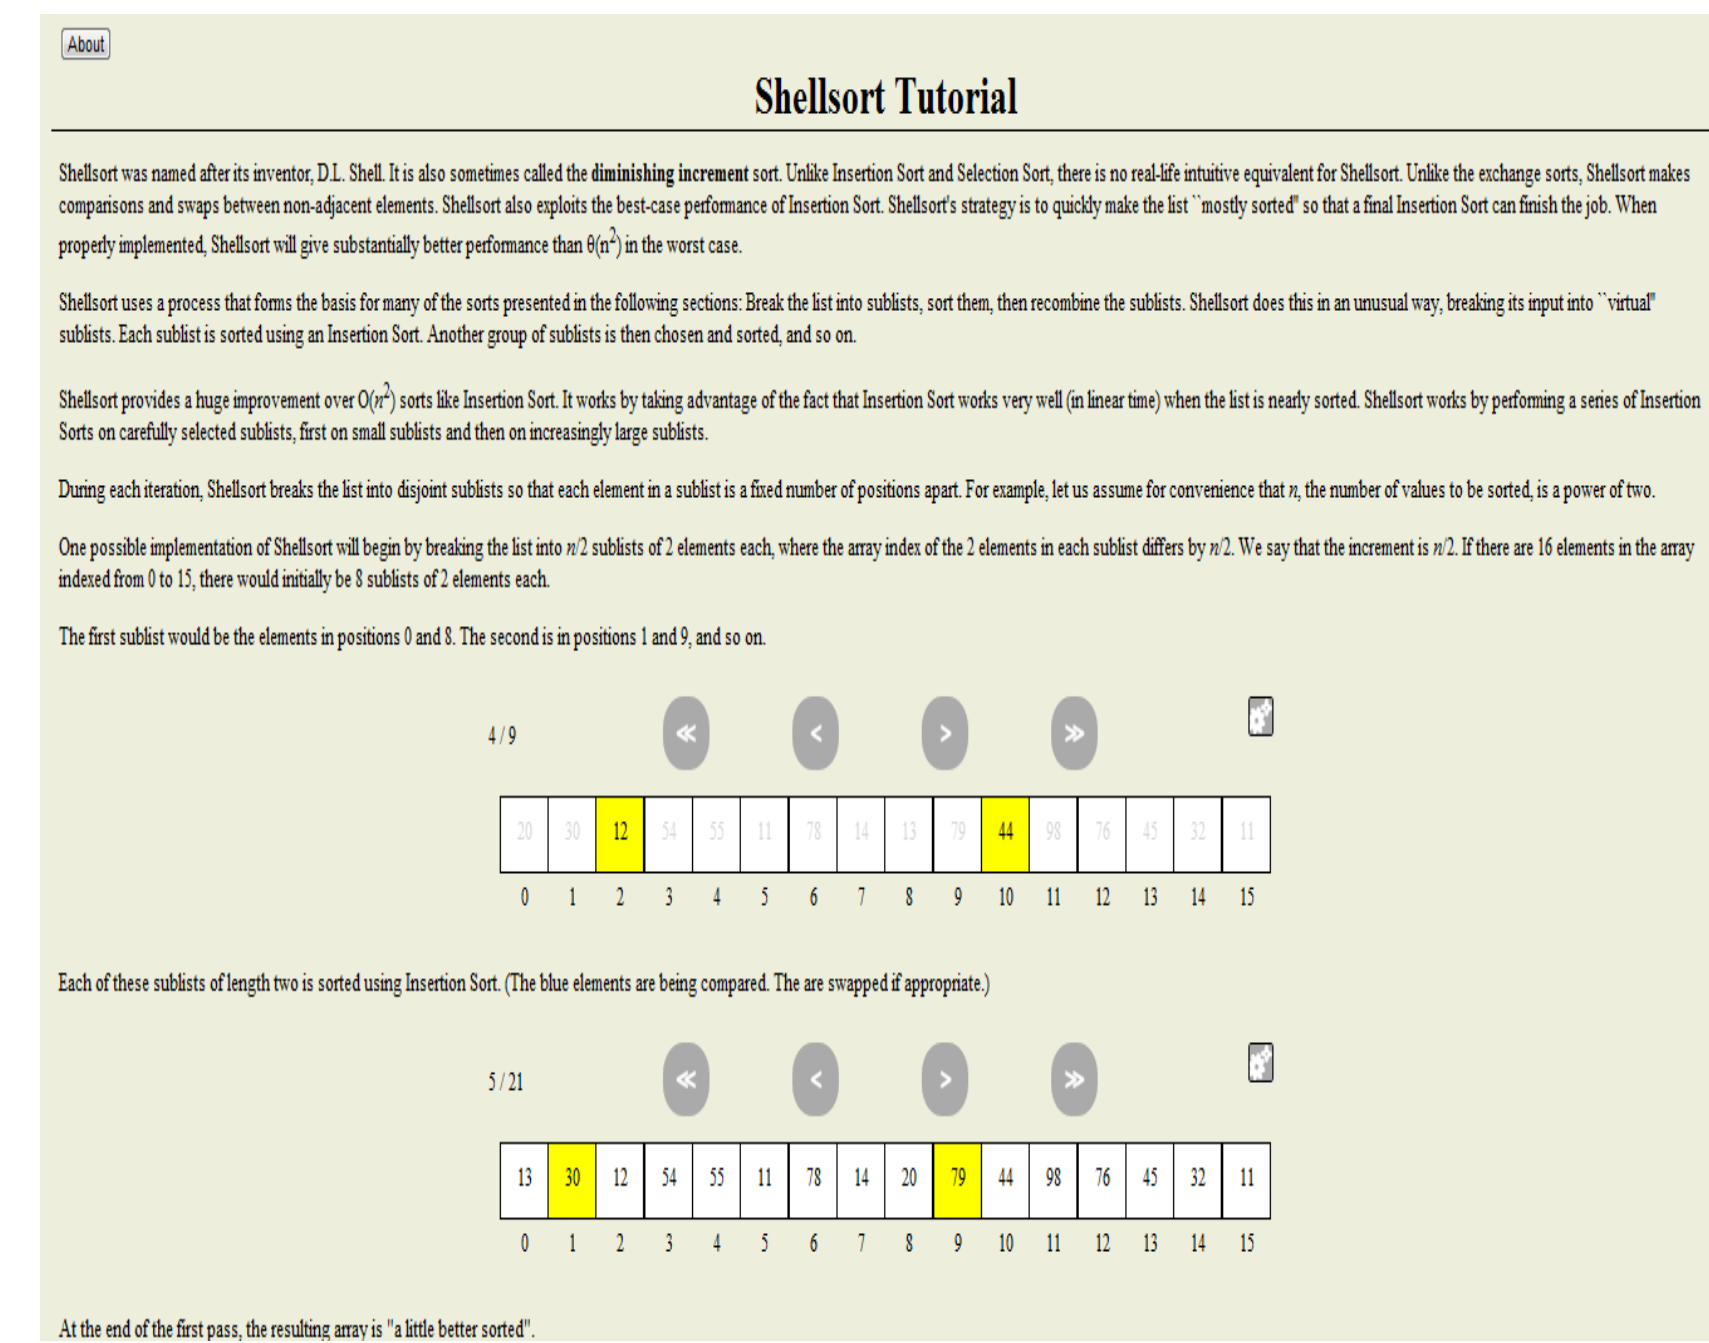 About
Shellsort Tutorial
Shellsort was named after its inventor, D.L. Shell. It is also sometimes called the diminishing increment sort. Unlike Insertion Sort and Selection Sort, there is no real-life intuitive equivalent for Shellsort. Unlike the exchange sorts, Shellsort makes
comparisons and swaps between non-adjacent elements. Shellsort also exploits the best-case performance of Insertion Sort. Shellsort's strategy is to quickly make the list ``mostly sorted" so that a final Insertion Sort can finish the job. When
properly implemented, Shellsort will give substantially better performance than θ(n²) in the worst case.
Shellsort uses a process that forms the basis for many of the sorts presented in the following sections: Break the list into sublists, sort them, then recombine the sublists. Shellsort does this in an unusual way, breaking its input into ``virtual"
sublists. Each sublist is sorted using an Insertion Sort. Another group of sublists is then chosen and sorted, and so on.
Shellsort provides a huge improvement over O(n²) sorts like Insertion Sort. It works by taking advantage of the fact that Insertion Sort works very well (in linear time) when the list is nearly sorted. Shellsort works by performing a series of Insertion
Sorts on carefully selected sublists, first on small sublists and then on increasingly large sublists.
During each iteration, Shellsort breaks the list into disjoint sublists so that each element in a sublist is a fixed number of positions apart. For example, let us assume for convenience that n, the number of values to be sorted, is a power of two.
One possible implementation of Shellsort will begin by breaking the list into n/2 sublists of 2 elements each, where the array index of the 2 elements in each sublist differs by n/2. We say that the increment is n/2. If there are 16 elements in the array
indexed from 0 to 15, there would initially be 8 sublists of 2 elements each.
The first sublist would be the elements in positions 0 and 8. The second is in positions 1 and 9, and so on.
4 / 9 « < > »
20 30 12 54 55 11 78 14 13 79 44 98 76 45 32 11
0 1 2 3 4 5 6 7 8 9 10 11 12 13 14 15
Each of these sublists of length two is sorted using Insertion Sort. (The blue elements are being compared. The are swapped if appropriate.)
5 / 21 « < > »
13 30 12 54 55 11 78 14 20 79 44 98 76 45 32 11
0 1 2 3 4 5 6 7 8 9 10 11 12 13 14 15
At the end of the first pass, the resulting array is "a little better sorted".